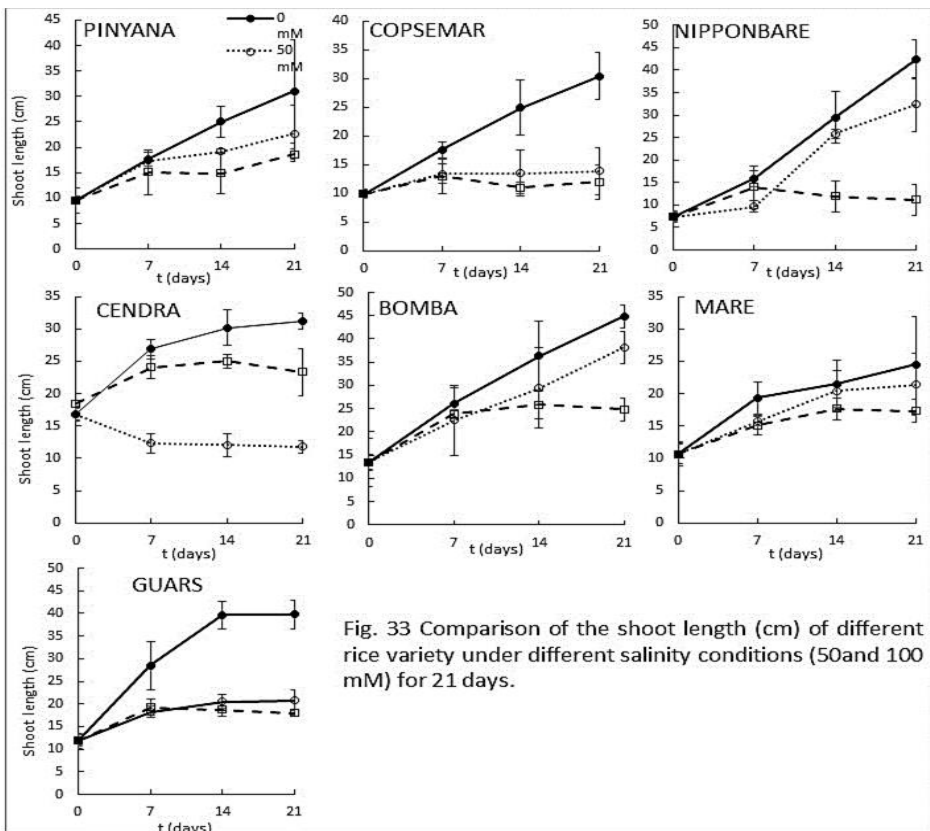 PINYANA
0
mM
50
mM
Shoot length (cm)
45
40
35
30
25
20
15
10
5
0
0 7 14 21
t (days)
COPSEMAR
40
35
30
25
20
15
10
5
0
0 7 14 21
t (days)
NIPPONBARE
50
45
40
35
30
25
20
15
10
5
0
0 7 14 21
t (days)
CENDRA
Shoot length (cm)
35
30
25
20
15
10
5
0
0 7 14 21
t (days)
BOMBA
50
45
40
35
30
25
20
15
10
5
0
0 7 14 21
t (days)
MARE
35
30
25
20
15
10
5
0
0 7 14 21
t (days)
GUARS
Shoot length (cm)
50
45
40
35
30
25
20
15
10
5
0
0 7 14 21
t (days)
Fig. 33 Comparison of the shoot length (cm) of different
rice variety under different salinity conditions (50and 100
mM) for 21 days.